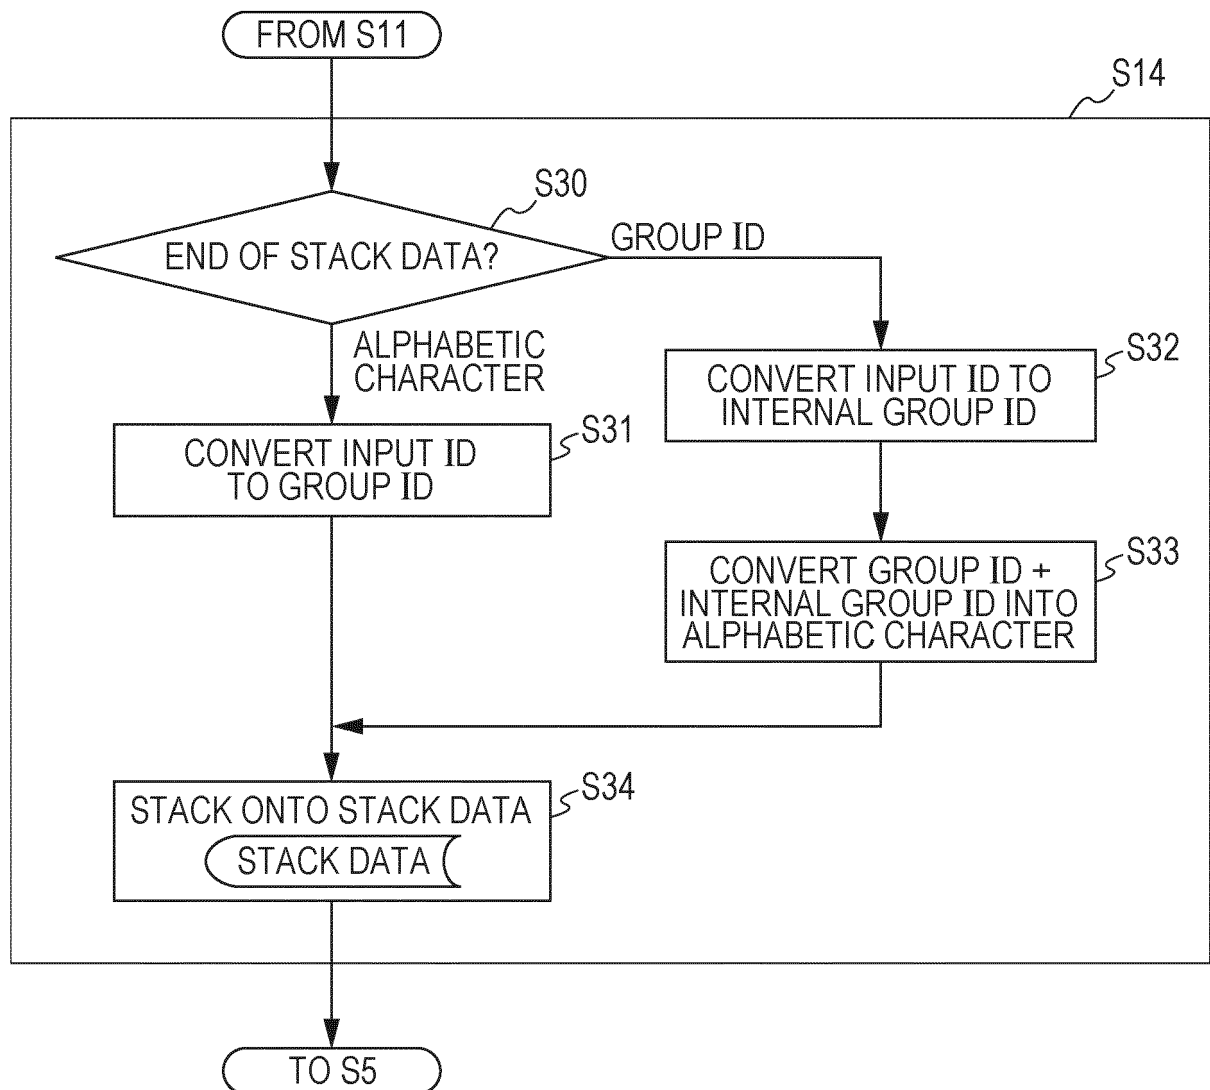 FROM S11
S14
S30
END OF STACK DATA?
GROUP ID
ALPHABETIC
CHARACTER
S32
CONVERT INPUT ID TO
INTERNAL GROUP ID
S31
CONVERT INPUT ID
TO GROUP ID
S33
CONVERT GROUP ID +
INTERNAL GROUP ID INTO
ALPHABETIC CHARACTER
S34
STACK ONTO STACK DATA
STACK DATA
TO S5